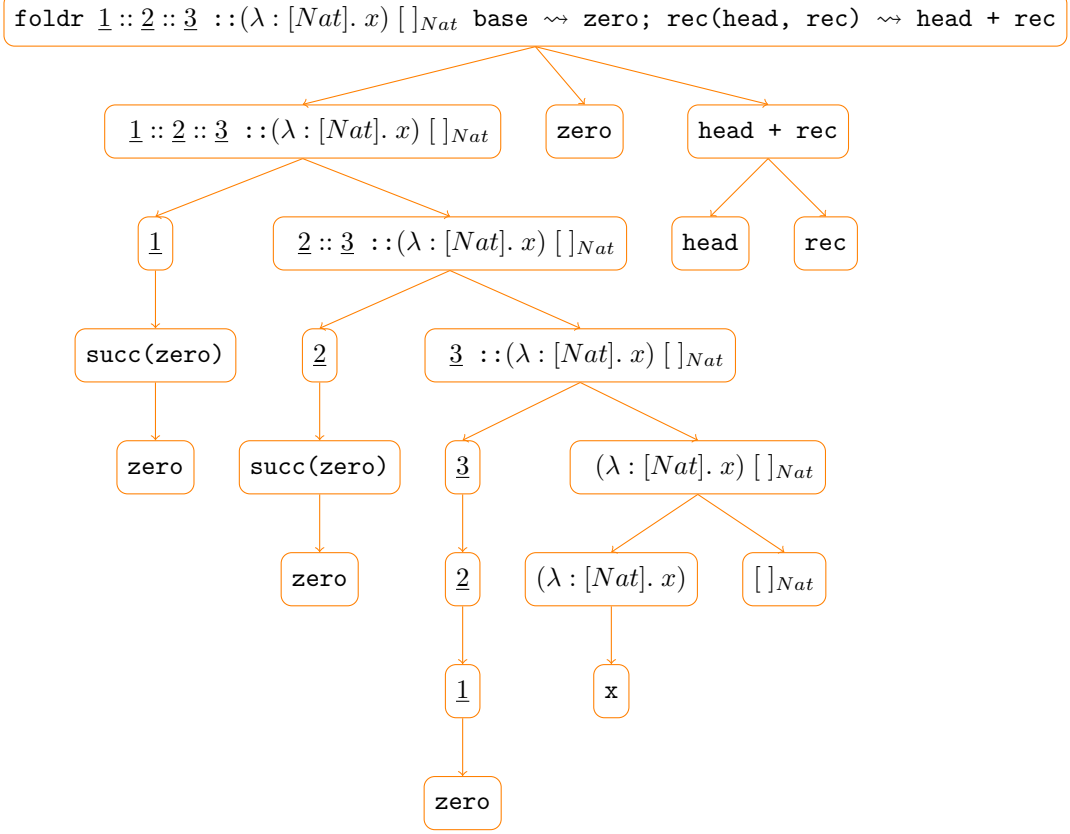 foldr 1 :: 2 :: 3 ::(λ : [Nat]. x) [ ]Nat base ⇝ zero; rec(head, rec) ⇝ head + rec
1 :: 2 :: 3 ::(λ : [Nat]. x) [ ]Nat
zero
head + rec
1
2 :: 3 ::(λ : [Nat]. x) [ ]Nat
head
rec
succ(zero)
2
3 ::(λ : [Nat]. x) [ ]Nat
zero
succ(zero)
3
(λ : [Nat]. x) [ ]Nat
zero
2
(λ : [Nat]. x)
[ ]Nat
1
x
zero